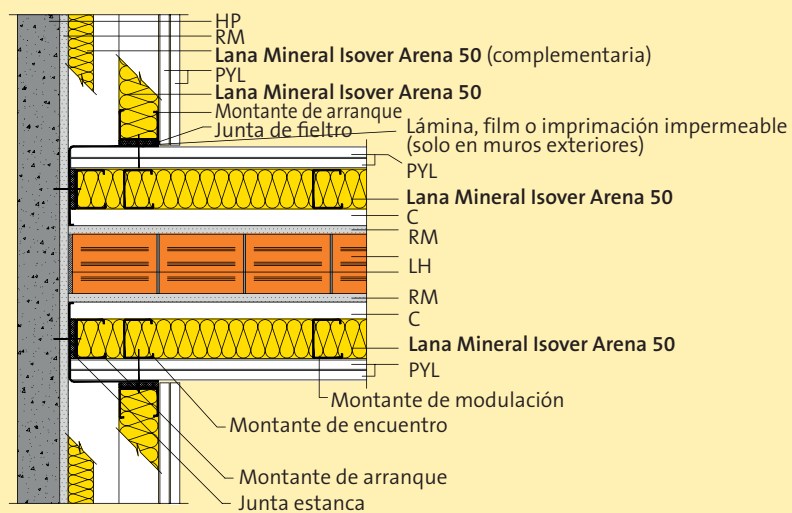 HP
RM
Lana Mineral Isover Arena 50 (complementaria)
PYL
Lana Mineral Isover Arena 50
Montante de arranque
Junta de fieltro
Lámina, film o imprimación impermeable
(solo en muros exteriores)
PYL
Lana Mineral Isover Arena 50
C
RM
LH
RM
C
Lana Mineral Isover Arena 50
PYL
Montante de modulación
Montante de encuentro
Montante de arranque
Junta estanca